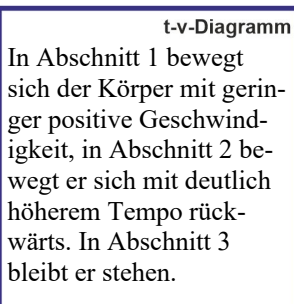 t-v-Diagramm
In Abschnitt 1 bewegt
sich der Körper mit gerin-
ger positive Geschwind-
igkeit, in Abschnitt 2 be-
wegt er sich mit deutlich
höherem Tempo rück-
wärts. In Abschnitt 3
bleibt er stehen.